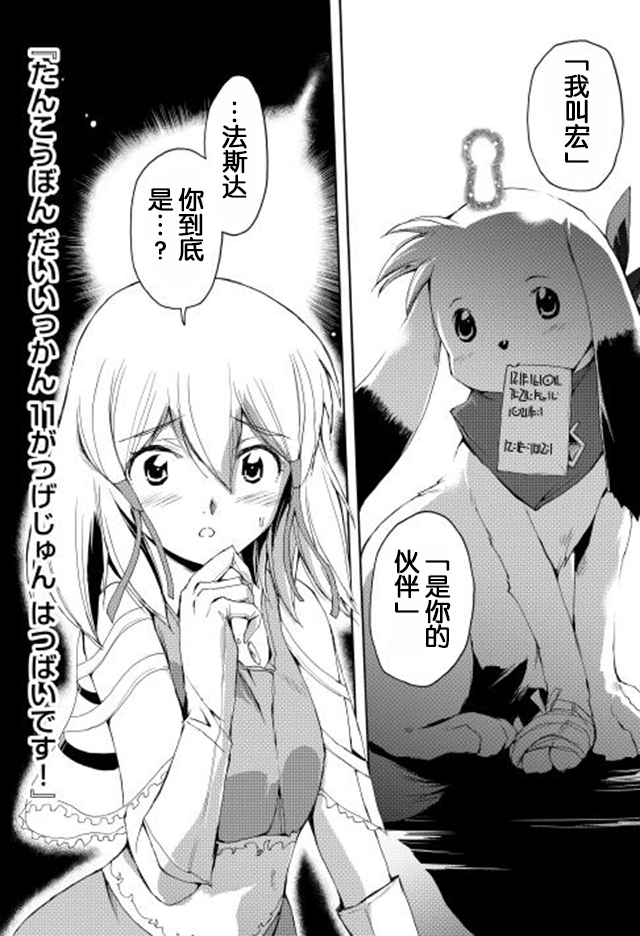 「我叫宏」
「是你的
伙伴」
…法斯达
你到底
是…?
『たんこうぼん だいいっかん 11がつげじゅん はつばいです!』